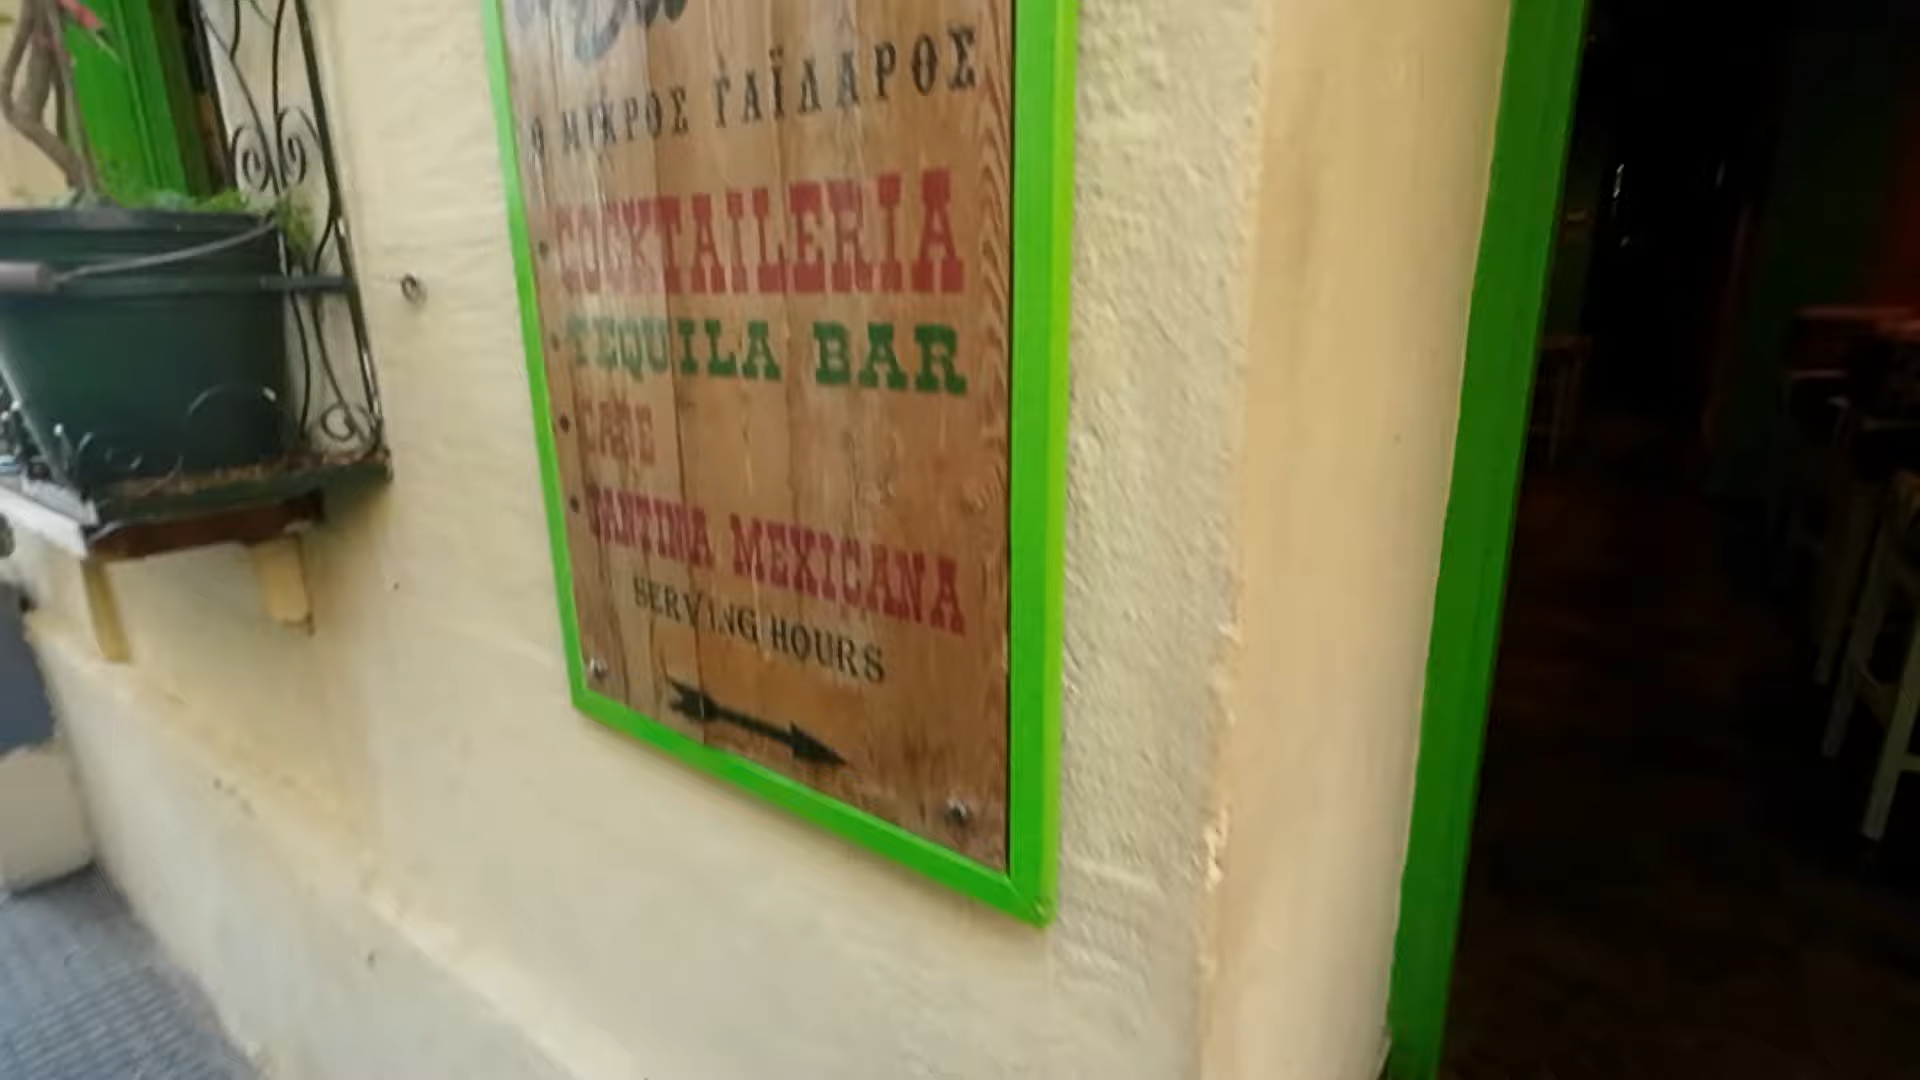 Ο ΜΙΚΡΟΣ ΓΑΪΔΑΡΟΣ
• COCKTAILERIA
• TEQUILA BAR
• CAFE
• CANTINA MEXICANA
SERVING HOURS